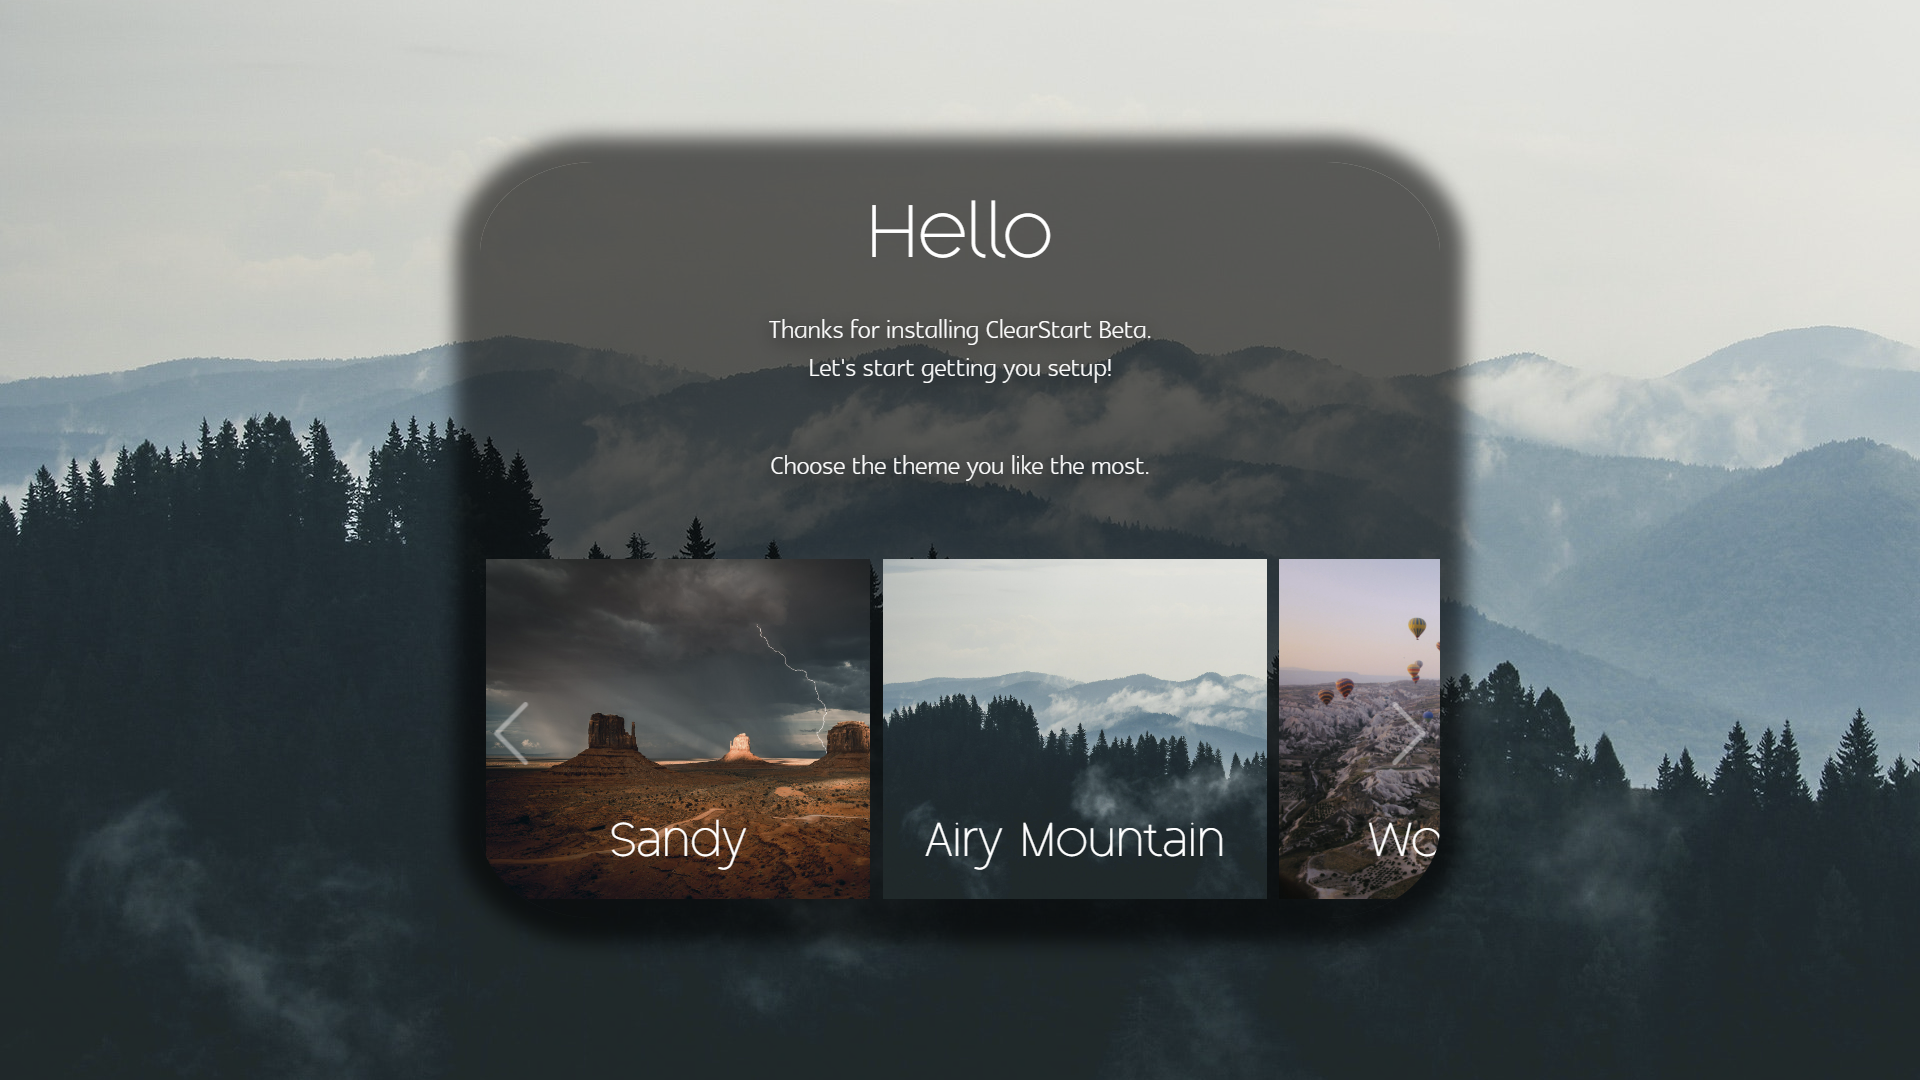 Hello
Thanks for installing ClearStart Beta.
Let's start getting you setup!
Choose the theme you like the most.
Sandy
Airy Mountain